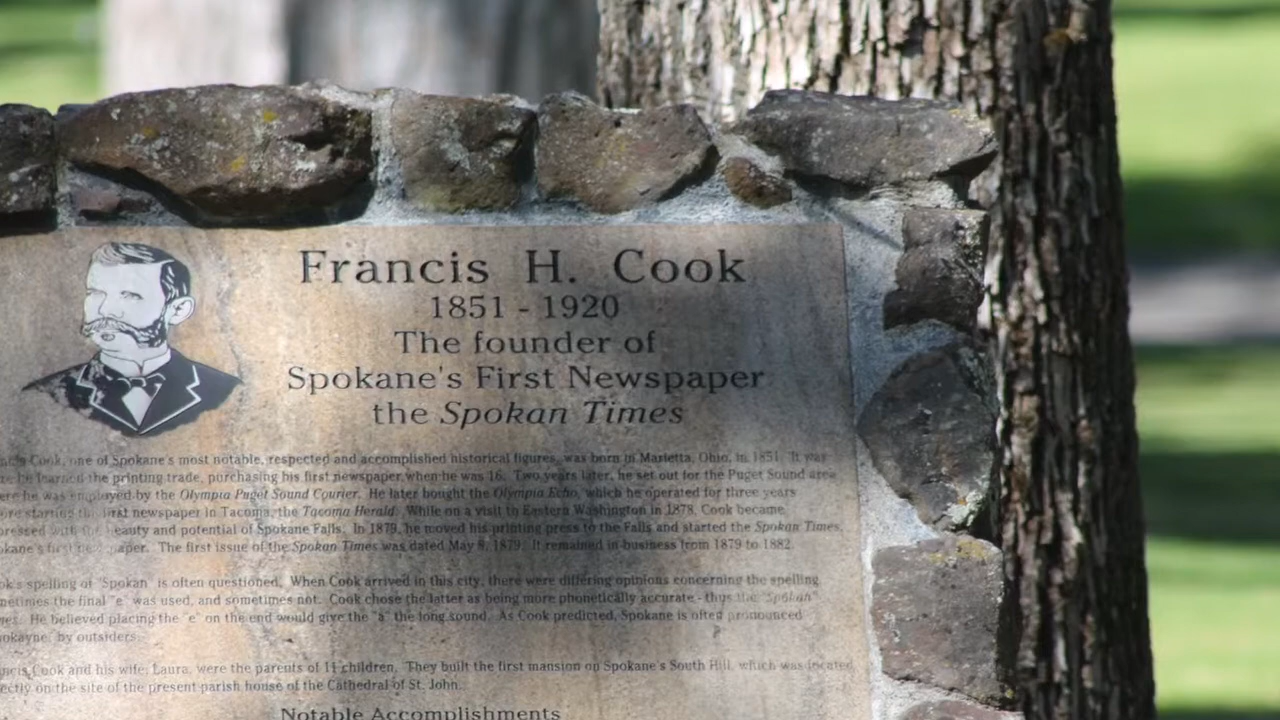 Francis H. Cook
1851 - 1920
The founder of
Spokane's First Newspaper
the Spokan Times
Cook, one of Spokane's most notable, respected and accomplished historical figures, was born in Marietta, Ohio, in 1851. It was
he learned the printing trade, purchasing his first newspaper when he was 16. Two years later, he set out for the Puget Sound area
he was employed by the Olympia Puget Sound Courier. He later bought the Olympia Echo, which he operated for three years
starting the first newspaper in Tacoma, the Tacoma Herald. While on a visit to Eastern Washington in 1878, Cook became
with the beauty and potential of Spokane Falls. In 1879, he moved his printing press to the Falls and started the Spokan Times,
first newspaper. The first issue of the Spokan Times was dated May 8, 1879. It remained in business from 1879 to 1882.
spelling of "Spokan" is often questioned. When Cook arrived in this city, there were differing opinions concerning the spelling.
the final "e" was used, and sometimes not. Cook chose the latter as being more phonetically accurate - thus the "Spokan"
He believed placing the "e" on the end would give the "a" the long sound. As Cook predicted, Spokane is often pronounced
by outsiders.
Cook and his wife, Laura, were the parents of 11 children. They built the first mansion on Spokane's South Hill, which was located
on the site of the present parish house of the Cathedral of St. John.
Notable Accomplishments